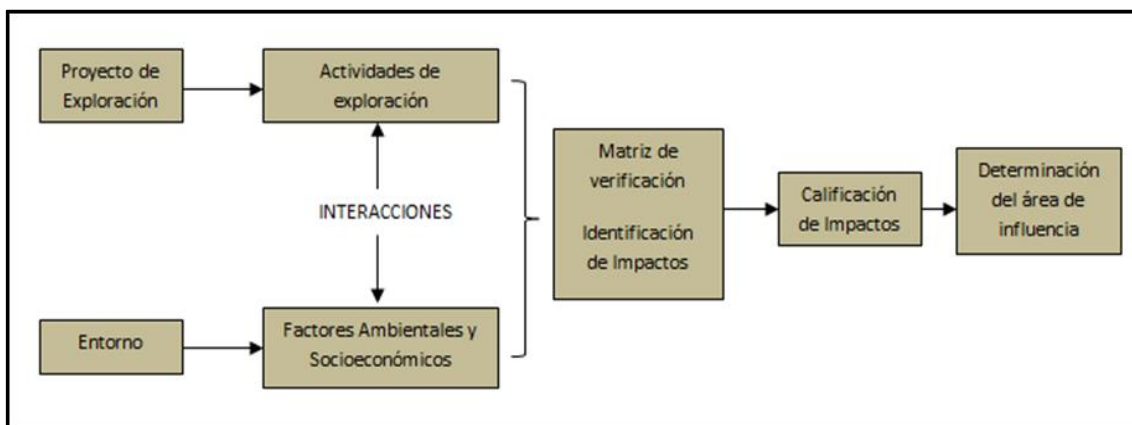 Proyecto de
Exploración
Actividades de
exploración
INTERACCIONES
Entorno
Factores Ambientales y
Socioeconómicos
Matriz de
verificación
Identificación
de Impactos
Calificación
de Impactos
Determinación
del área de
influencia